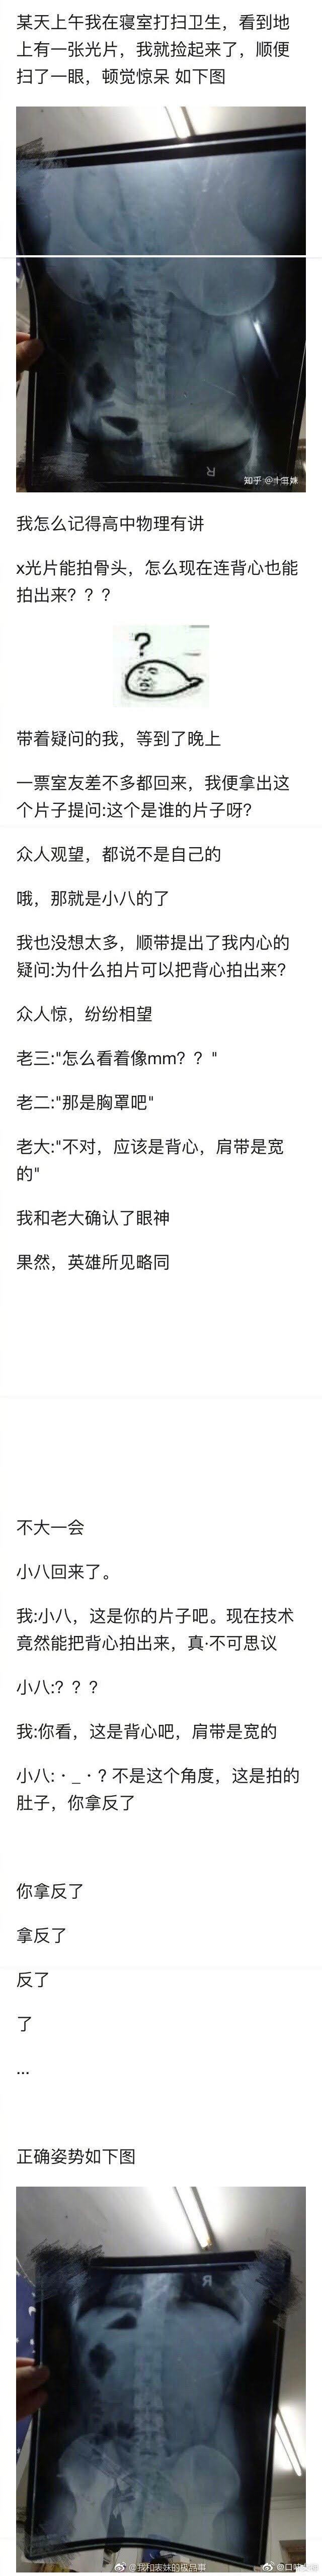 某天上午我在寝室打扫卫生，看到地
上有一张光片，我就捡起来了，顺便
扫了一眼，顿觉惊呆 如下图
R
知乎 @十三妹
我怎么记得高中物理有讲
x光片能拍骨头，怎么现在连背心也能
拍出来？？？
?
带着疑问的我，等到了晚上
一票室友差不多都回来，我便拿出这
个片子提问:这个是谁的片子呀?
众人观望，都说不是自己的
哦，那就是小八的了
我也没想太多，顺带提出了我内心的
疑问:为什么拍片可以把背心拍出来?
众人惊，纷纷相望
老三:"怎么看着像mm？？"
老二:"那是胸罩吧"
老大:"不对，应该是背心，肩带是宽
的"
我和老大确认了眼神
果然，英雄所见略同
不大一会
小八回来了。
我:小八，这是你的片子吧。现在技术
竟然能把背心拍出来，真·不可思议
小八:？？？
我:你看，这是背心吧，肩带是宽的
小八:·_·? 不是这个角度，这是拍的
肚子，你拿反了
你拿反了
拿反了
反了
了
...
正确姿势如下图
R
@我和表妹的极品事